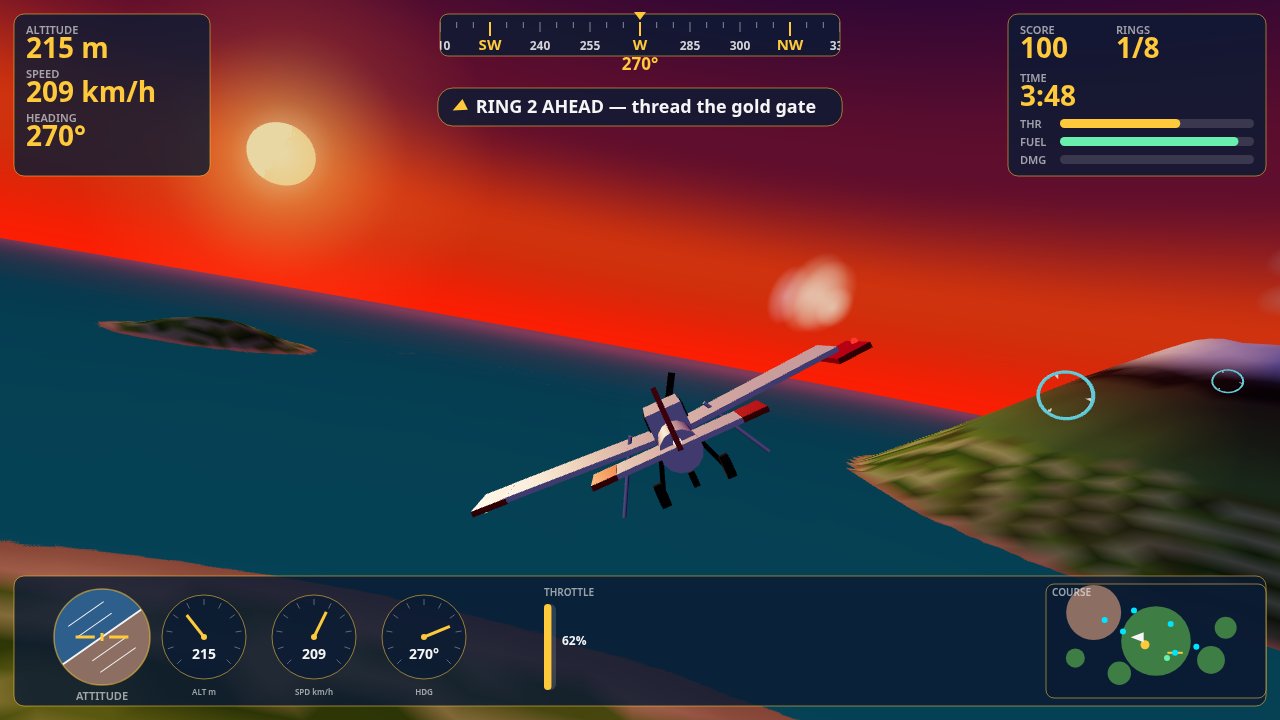 ALTITUDE
215 m
SPEED
209 km/h
HEADING
270°
SW 240 255 W 285 300 NW
270°
RING 2 AHEAD — thread the gold gate
SCORE RINGS
100 1/8
TIME
3:48
THR
FUEL
DMG
ATTITUDE
215
ALT m
209
SPD km/h
270°
HDG
THROTTLE
62%
COURSE